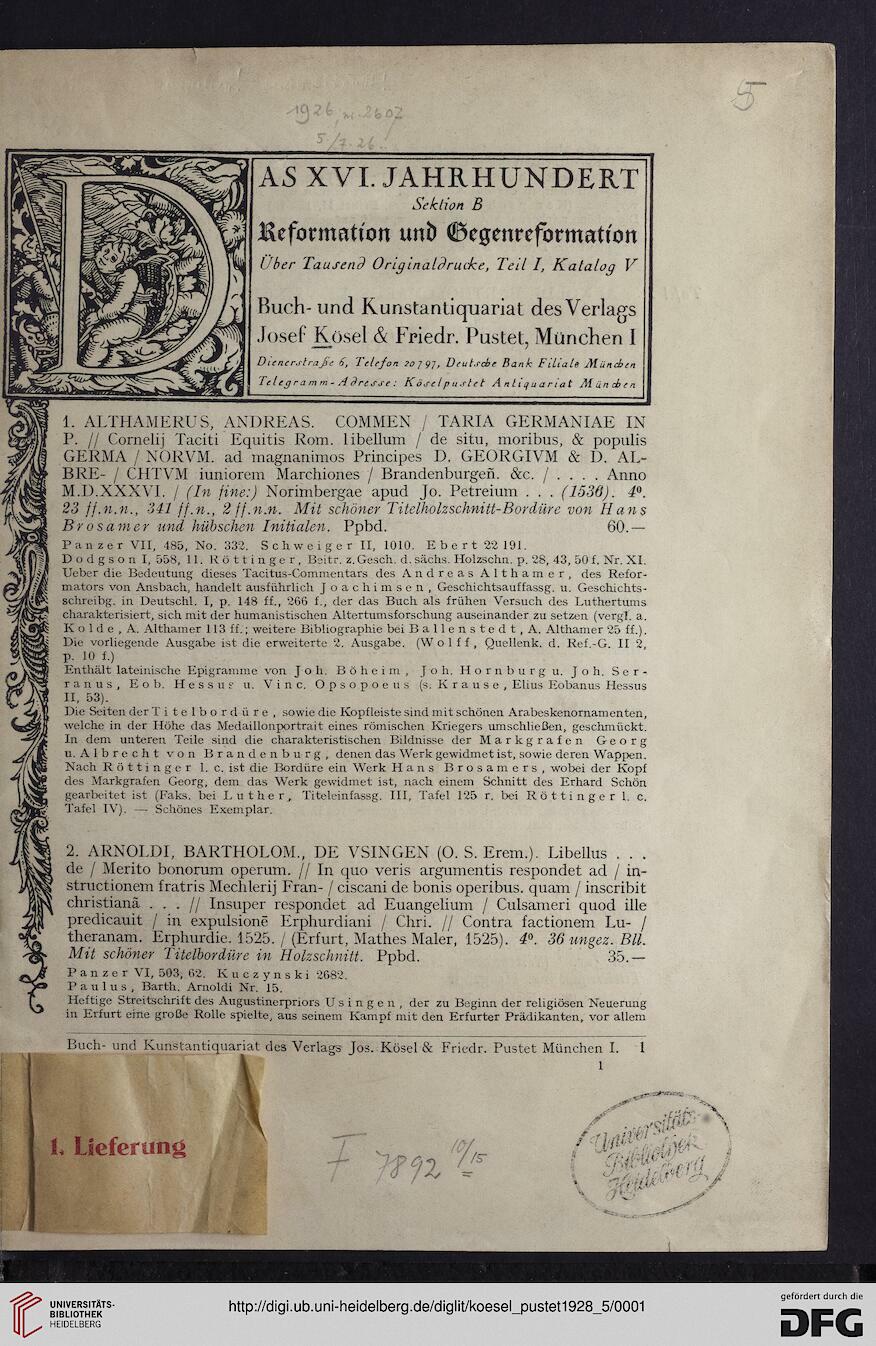 5
1926, nr. 2607
5/7. 26.
DAS XVI. JAHRHUNDERT
Sektion B
Reformation und Gegenreformation
Über Tausend Originaldrucke, Teil I, Katalog V
Buch- und Kunstantiquariat des Verlags
Josef Kösel & Friedr. Pustet, München I
Dienerstraße 6, Telefon 20797, Deutsche Bank Filiale München
Telegramm-Adresse: Köselpustet Antiquariat München
1. ALTHAMERUS, ANDREAS. COMMEN / TARIA GERMANIAE IN
P. // Cornelij Taciti Equitis Rom. libellum / de situ, moribus, & populis
GERMA / NORVM. ad magnanimos Principes D. GEORGIVM & D. AL-
BRE- / CHTVM iuniorem Marchiones / Brandenburgeñ. &c. / . . . . Anno
M.D.XXXVI. / (In fine:) Norimbergae apud Jo. Petreium . . . (1536). 4º.
23 ff.n.n., 341 ff.n., 2 ff.n.n. Mit schöner Titelholzschnitt-Bordüre von Hans
Brosamer und hübschen Initialen. Ppbd. 60.—
Panzer VII, 485, No. 332. Schweiger II, 1010. Ebert 22 191.
Dodgson I, 558, 11. Röttinger, Beitr. z. Gesch. d. sächs. Holzschn. p. 28, 43, 50 f. Nr. XI.
Ueber die Bedeutung dieses Tacitus-Commentars des Andreas Althamer, des Refor-
mators von Ansbach, handelt ausführlich Joachimsen, Geschichtsauffassg. u. Geschichts-
schreibg. in Deutschl. I, p. 148 ff., 266 f., der das Buch als frühen Versuch des Luthertums
charakterisiert, sich mit der humanistischen Altertumsforschung auseinander zu setzen (vergl. a.
Kolde, A. Althamer 113 ff.; weitere Bibliographie bei Ballenstedt, A. Althamer 25 ff.).
Die vorliegende Ausgabe ist die erweiterte 2. Ausgabe. (Wolff, Quellenk. d. Ref.-G. II 2,
p. 10 f.)
Enthält lateinische Epigramme von Joh. Böheim, Joh. Hornburg u. Joh. Ser-
ranus, Eob. Hessus u. Vinc. Opsopoeus (s. Krause, Elius Eobanus Hessus
II, 53).
Die Seiten der Titelbordüre, sowie die Kopfleiste sind mit schönen Arabeskenornamenten,
welche in der Höhe das Medaillonportrait eines römischen Kriegers umschließen, geschmückt.
In dem unteren Teile sind die charakteristischen Bildnisse der Markgrafen Georg
u. Albrecht von Brandenburg, denen das Werk gewidmet ist, sowie deren Wappen.
Nach Röttinger l. c. ist die Bordüre ein Werk Hans Brosamers, wobei der Kopf
des Markgrafen Georg, dem das Werk gewidmet ist, nach einem Schnitt des Erhard Schön
gearbeitet ist (Faks. bei Luther, Titeleinfassg. III, Tafel 125 r. bei Röttinger l. c.
Tafel IV). — Schönes Exemplar.
2. ARNOLDI, BARTHOLOM., DE VSINGEN (O. S. Erem.). Libellus . . .
de / Merito bonorum operum. // In quo veris argumentis respondet ad / in-
structionem fratris Mechlerij Fran- / ciscani de bonis operibus. quam / inscribit
christianā . . . // Insuper respondet ad Euangelium / Culsameri quod ille
predicauit / in expulsionē Erphurdiani / Chri. // Contra factionem Lu- /
theranam. Erphurdie. 1525. / (Erfurt, Mathes Maler, 1525). 4º. 36 ungez. Bll.
Mit schöner Titelbordüre in Holzschnitt. Ppbd. 35.—
Panzer VI, 503, 62. Kuczynski 2682.
Paulus, Barth. Arnoldi Nr. 15.
Heftige Streitschrift des Augustinerpriors Usingen, der zu Beginn der religiösen Neuerung
in Erfurt eine große Rolle spielte, aus seinem Kampf mit den Erfurter Prädikanten, vor allem
Buch- und Kunstantiquariat des Verlags Jos. Kösel & Friedr. Pustet München I. 1
1
1. Lieferung
F 7892 10/15
Universitäts-
Bibliothek
Heidelberg
UNIVERSITÄTS-
BIBLIOTHEK
HEIDELBERG
http://digi.ub.uni-heidelberg.de/diglit/koesel_pustet1928_5/0001
gefördert durch die
DFG